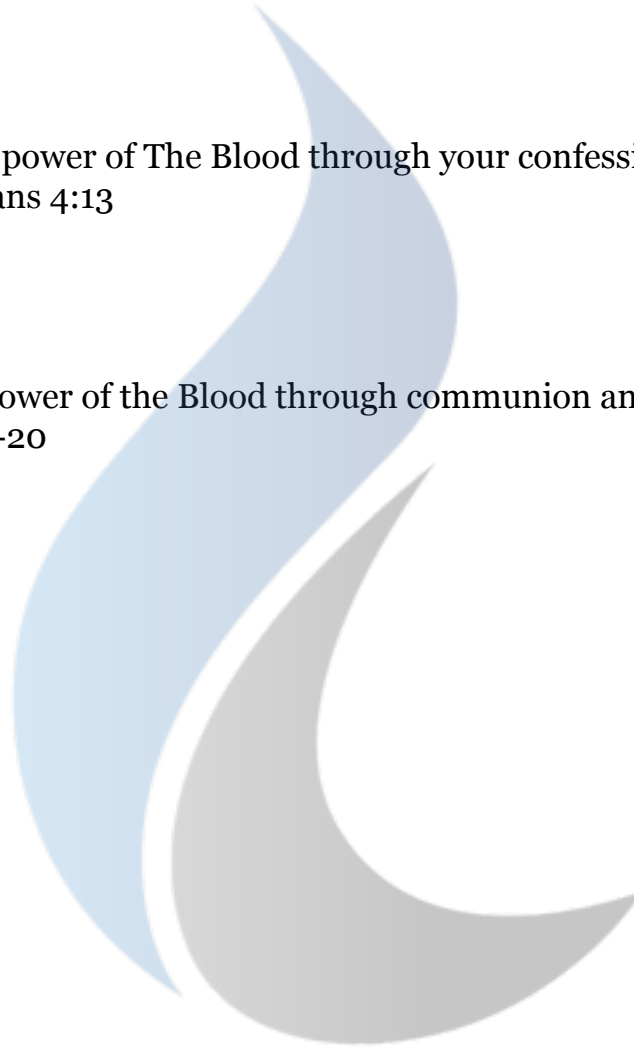 power of The Blood through your confessi
ans 4:13
ower of the Blood through communion an
-20